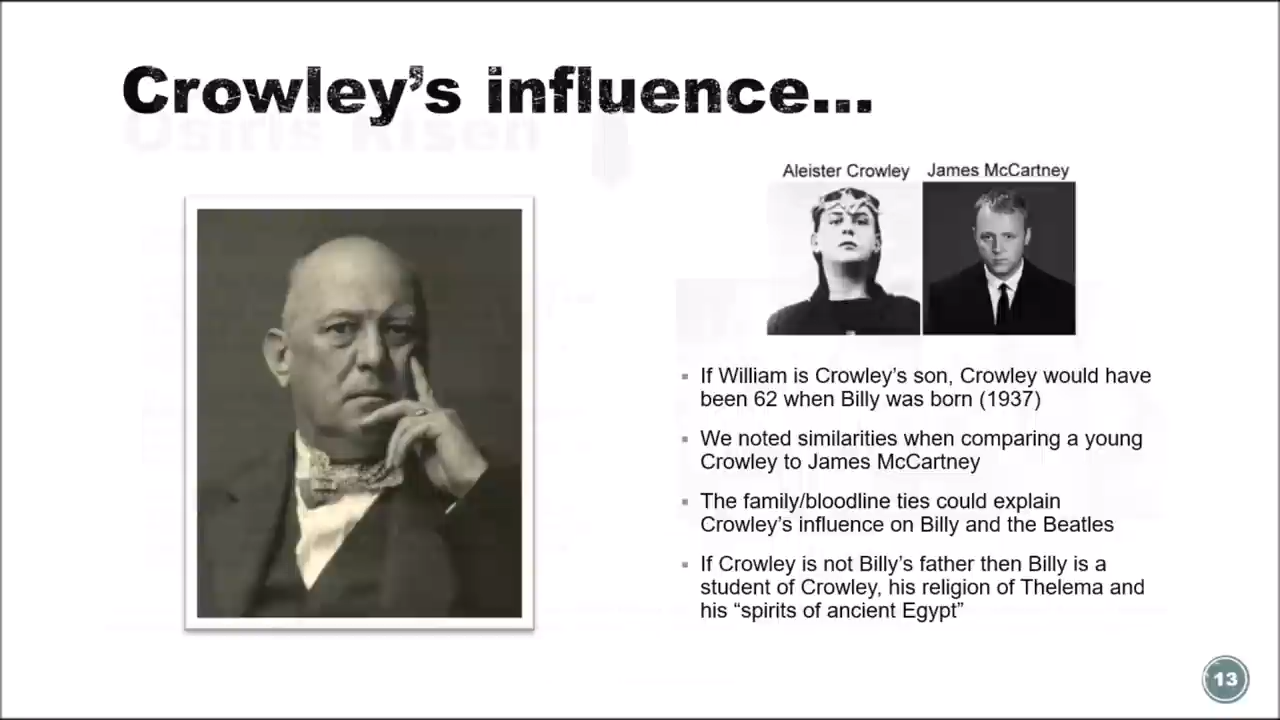 Crowley's influence...
Osiris Risen
Aleister Crowley
James McCartney
▪ If William is Crowley's son, Crowley would have
been 62 when Billy was born (1937)
▪ We noted similarities when comparing a young
Crowley to James McCartney
▪ The family/bloodline ties could explain
Crowley's influence on Billy and the Beatles
▪ If Crowley is not Billy's father then Billy is a
student of Crowley, his religion of Thelema and
his “spirits of ancient Egypt”
13